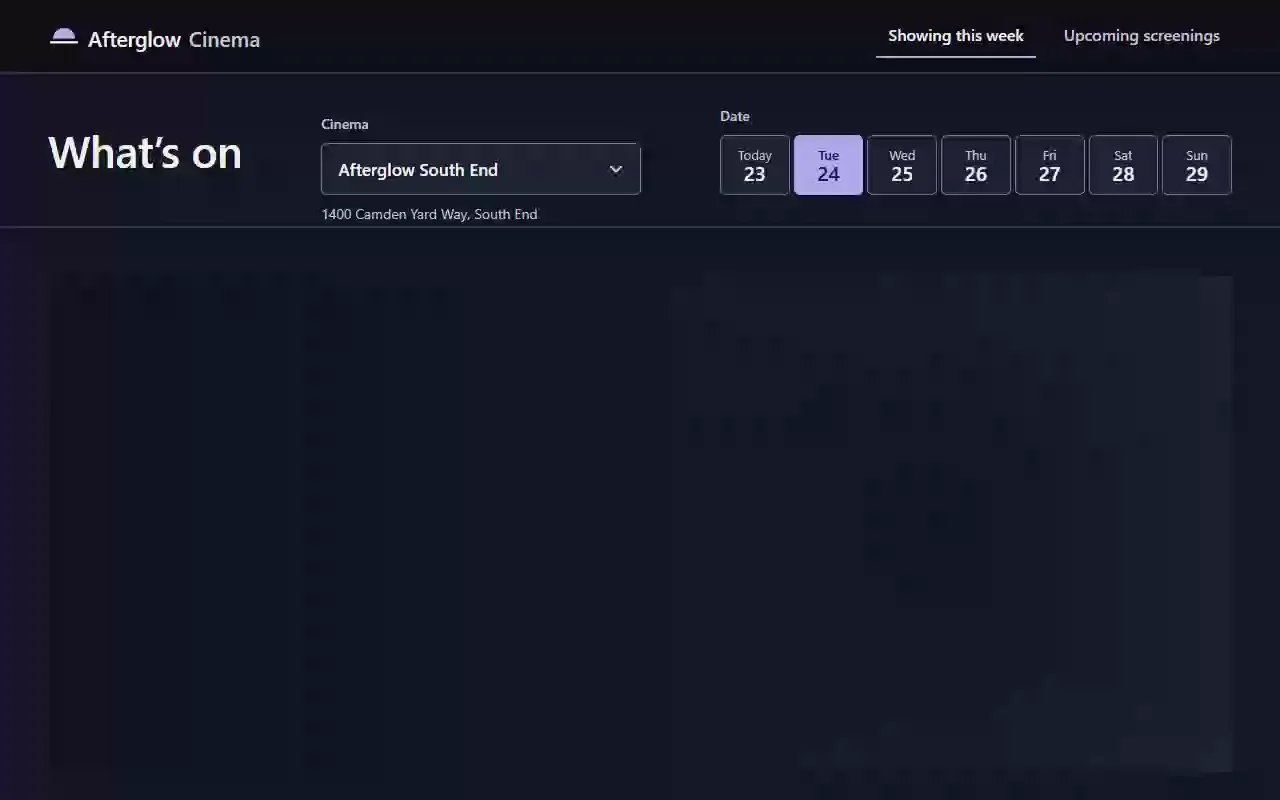 Afterglow Cinema
Showing this week
Upcoming screenings
What’s on
Cinema
Afterglow South End
1400 Camden Yard Way, South End
Date
Today
23
Tue
24
Wed
25
Thu
26
Fri
27
Sat
28
Sun
29